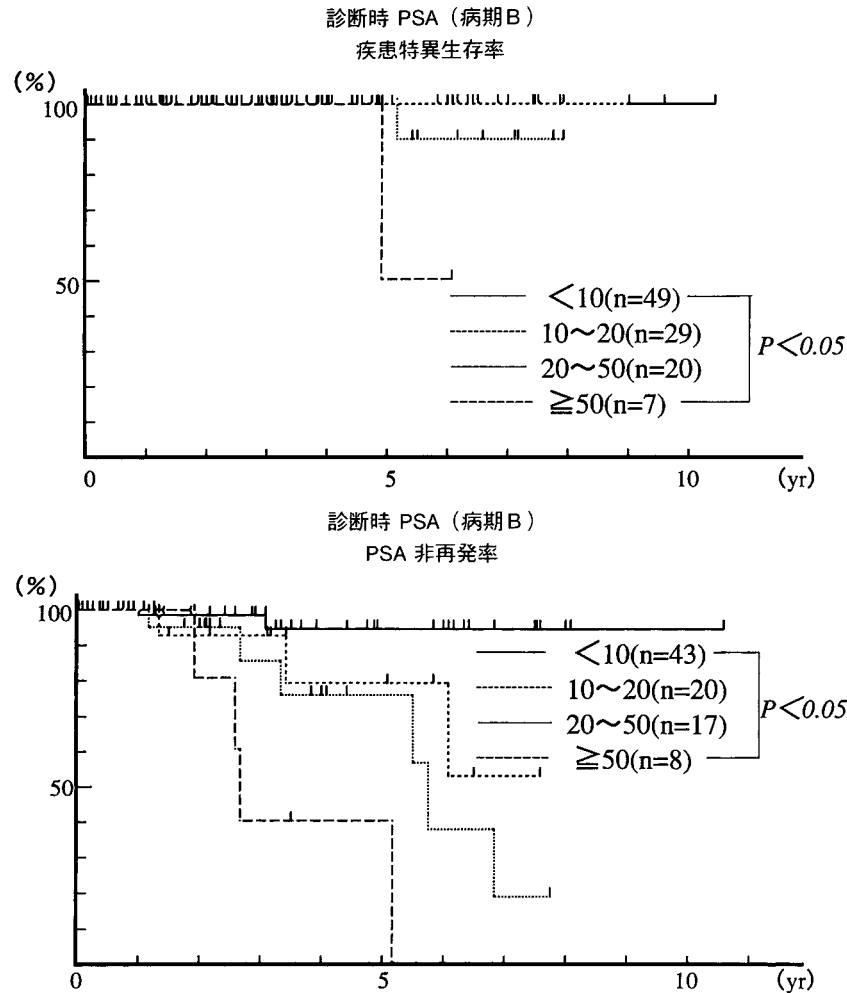 診断時 PSA（病期B）
疾患特異生存率
(%)
100
50
＜10(n=49)
10〜20(n=29)
20〜50(n=20)
≧50(n=7)
P＜0.05
0 5 10 (yr)
診断時 PSA（病期B）
PSA 非再発率
(%)
100
50
＜10(n=43)
10〜20(n=20)
20〜50(n=17)
≧50(n=8)
P＜0.05
0 5 10 (yr)